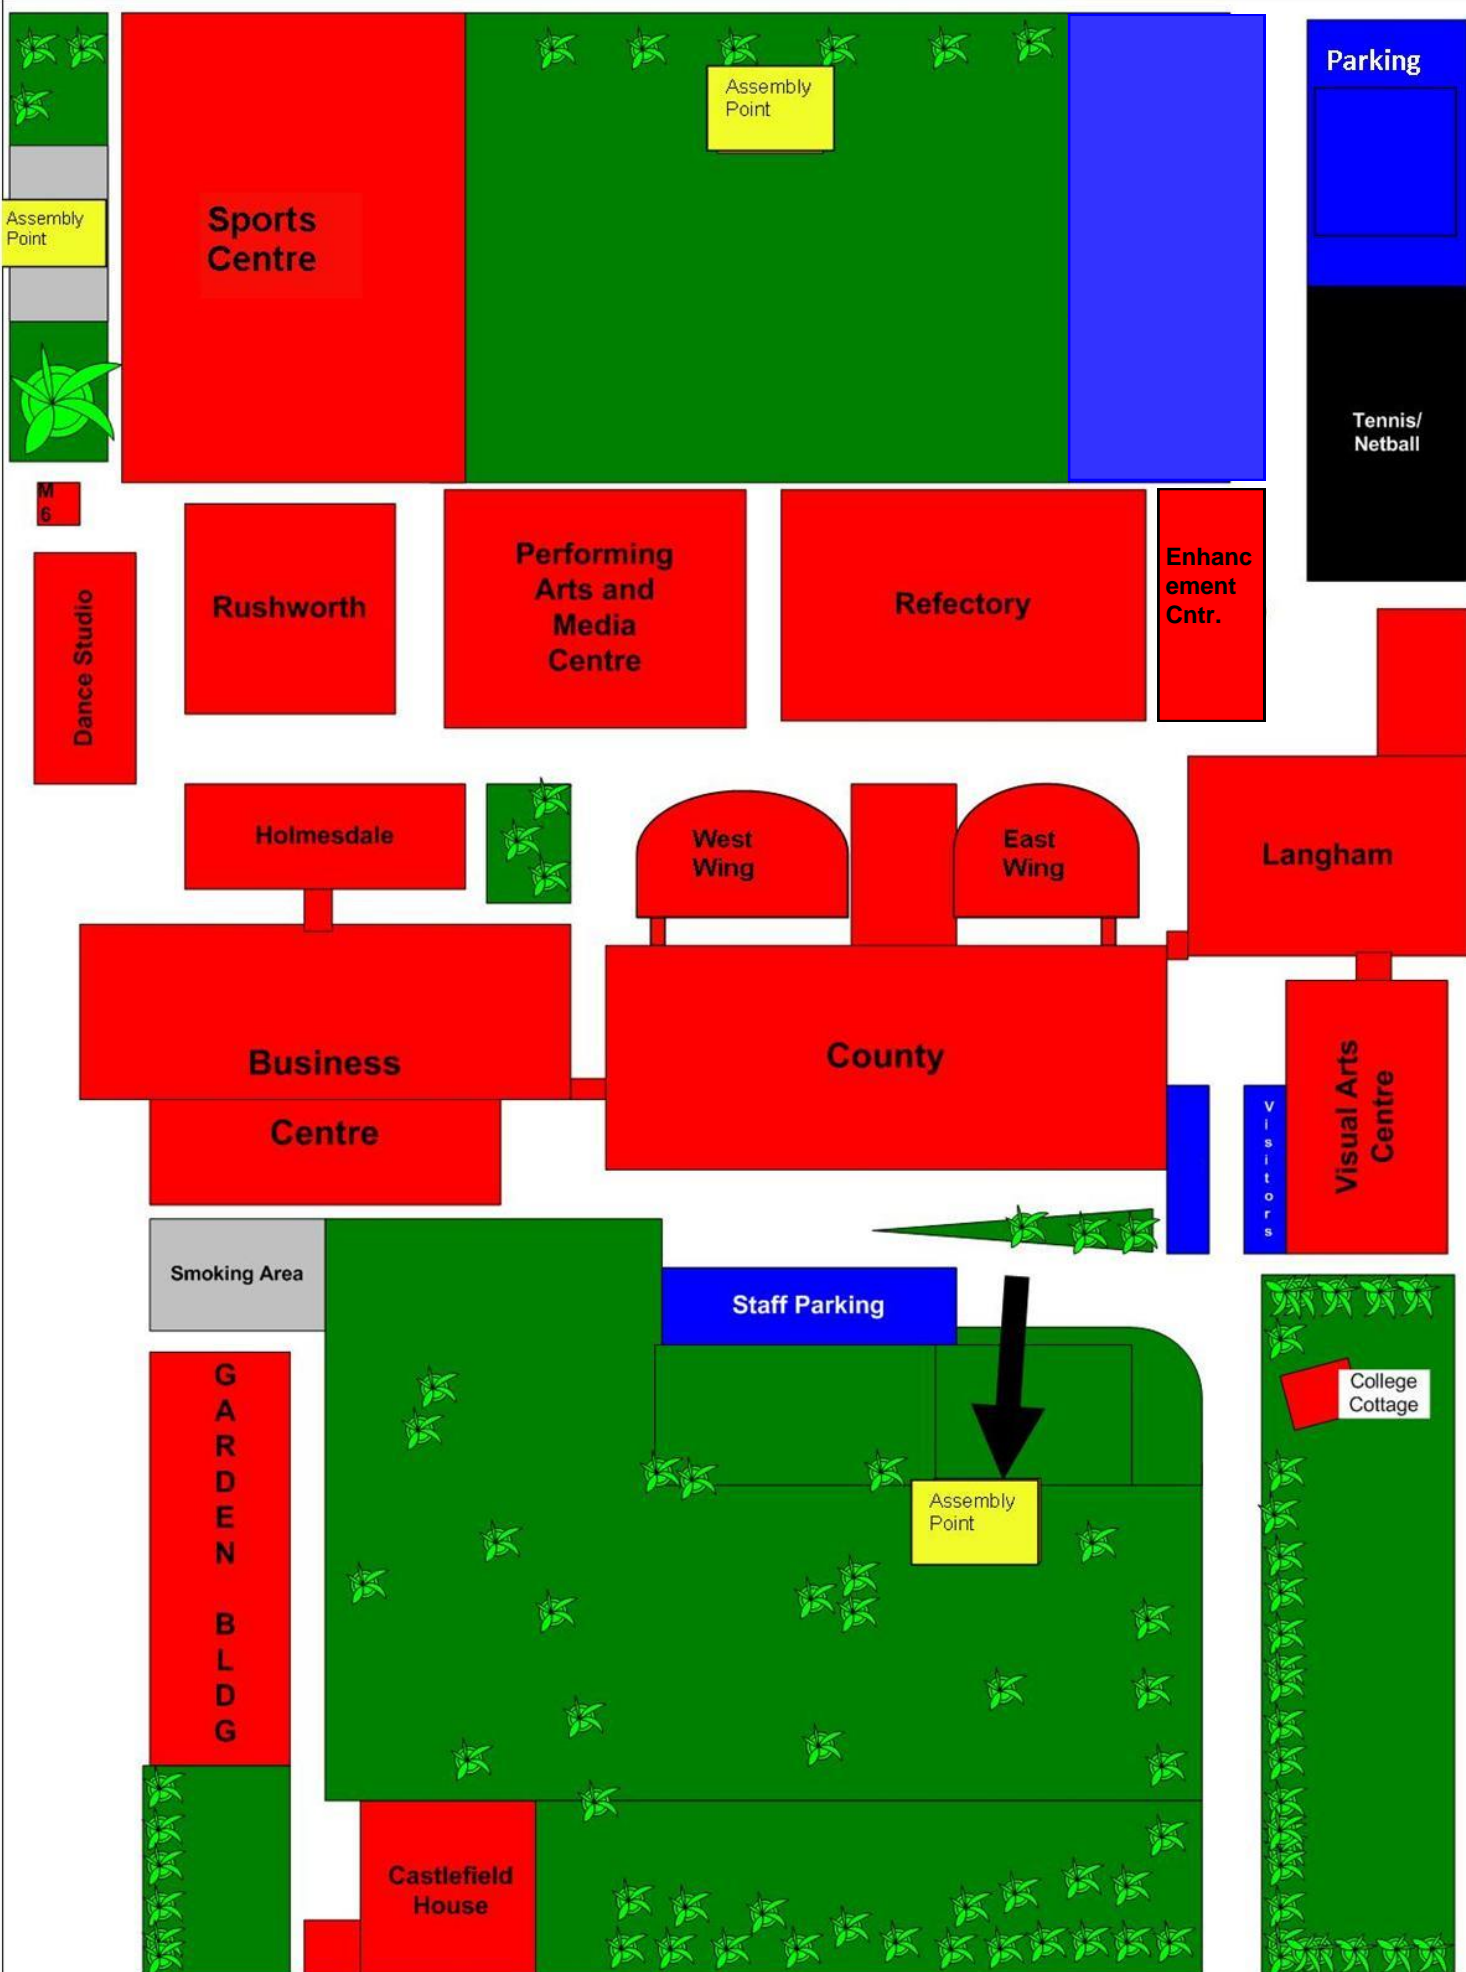 Parking
Assembly
Point
Assembly
Point
Sports
Centre
Tennis/
Netball
M
6
Dance Studio
Rushworth
Performing
Arts and
Media
Centre
Refectory
Enhanc
ement
Cntr.
Holmesdale
West
Wing
East
Wing
Langham
Business
Centre
County
Visitors
Visual Arts
Centre
Smoking Area
Staff Parking
GARDEN BLDG
College
Cottage
Assembly
Point
Castlefield
House